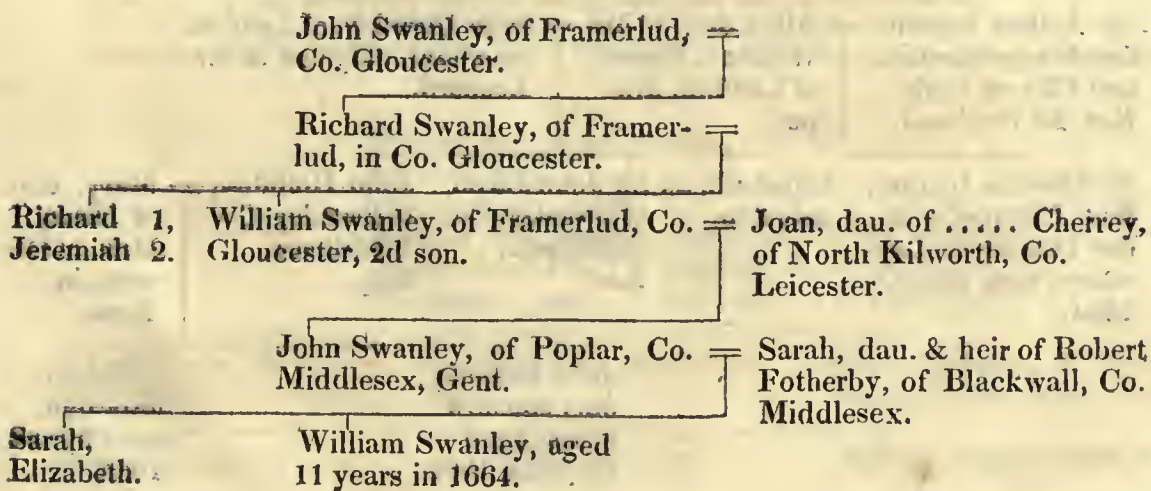 John Swanley, of Framerlud,
Co. Gloucester.
Richard Swanley, of Framer-
lud, in Co. Gloucester.
Richard 1,
Jeremiah 2.
William Swanley, of Framerlud, Co.
Gloucester, 2d son.
Joan, dau. of ..... Cherrey,
of North Kilworth, Co.
Leicester.
John Swanley, of Poplar, Co.
Middlesex, Gent.
Sarah, dau. & heir of Robert
Fotherby, of Blackwall, Co.
Middlesex.
Sarah,
Elizabeth.
William Swanley, aged
11 years in 1664.